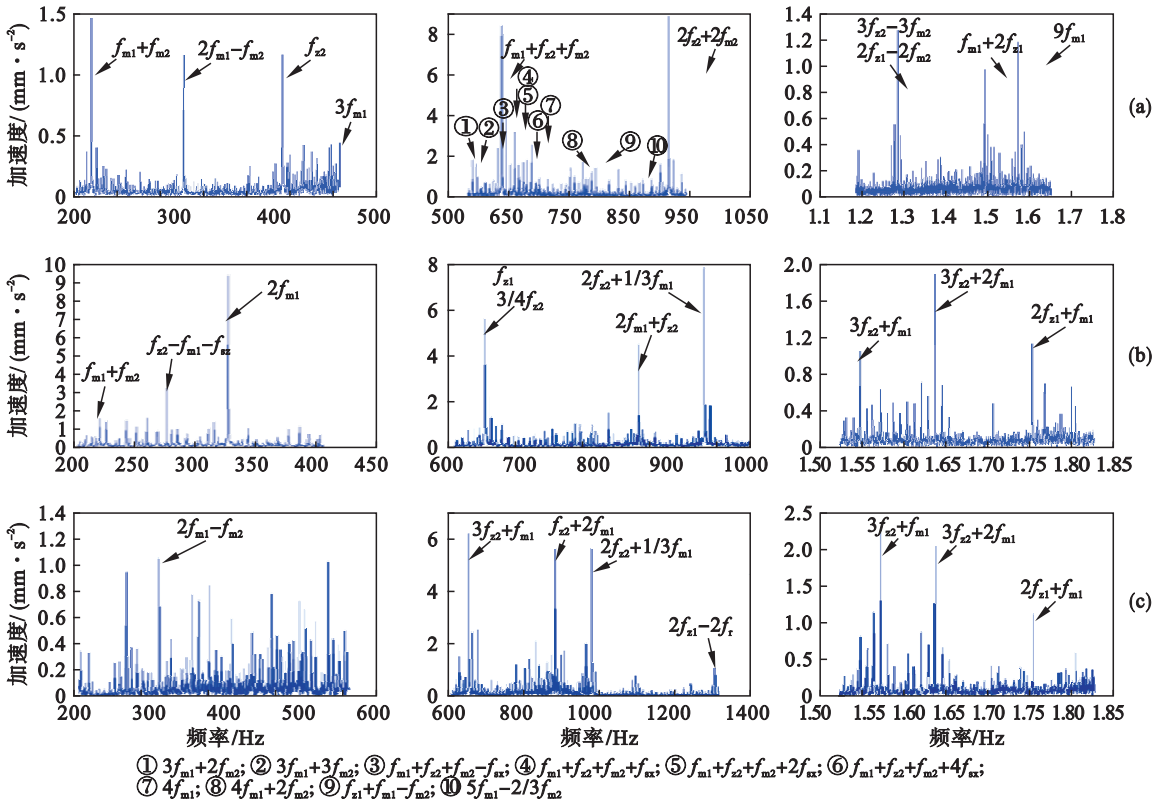 加速度/(mm·s⁻²)
1.5
1.0
0.5
0
200 300 400 500
fm1+fm2
2fm1−fm2
fz2
3fm1
8
6
4
2
0
550 650 750 850 950 1050
fm1+fz2+fm2
2fz2+2fm2
① ② ③ ④ ⑤ ⑥ ⑦ ⑧ ⑨ ⑩
1.4
1.2
1.0
0.8
0.6
0.4
0.2
0
1.1 1.2 1.3 1.4 1.5 1.6 1.7 1.8
3fz2−3fm2
2fz1−2fm2
fm1+2fz1
9fm1
(a)
加速度/(mm·s⁻²)
10
9
8
7
6
5
4
3
2
1
0
200 250 300 350 400 450
fm1+fm2
fz2−fm1−fsz
2fm1
8
6
4
2
0
600 700 800 900 1000
fz1
3/4fz2
2fz2+1/3fm1
2fm1+fz2
2.0
1.6
1.2
0.8
0.4
0
1.50 1.55 1.60 1.65 1.70 1.75 1.80 1.85
3fz2+fm1
3fz2+2fm1
2fz1+fm1
(b)
加速度/(mm·s⁻²)
1.4
1.2
1.0
0.8
0.6
0.4
0.2
0
200 300 400 500 600
2fm1−fm2
频率/Hz
6
4
2
0
600 800 1000 1200 1400
3fz2+fm1
fz2+2fm1
2fz2+1/3fm1
2fz1−2fr
频率/Hz
2.5
2.0
1.5
1.0
0.5
0
1.50 1.55 1.60 1.65 1.70 1.75 1.80 1.85
3fz2+fm1
3fz2+2fm1
2fz1+fm1
频率/Hz
(c)
① 3fm1+2fm2; ② 3fm1+3fm2; ③ fm1+fz2+fm2−fsx; ④ fm1+fz2+fm2+fsx; ⑤ fm1+fz2+fm2+2fsx; ⑥ fm1+fz2+fm2+4fsx;
⑦ 4fm1; ⑧ 4fm1+2fm2; ⑨ fz1+fm1−fm2; ⑩ 5fm1−2/3fm2